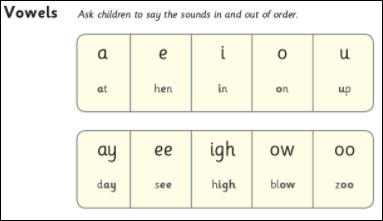 Vowels Ask children to say the sounds in and out of order.
a e i o u
at hen in on up
ay ee igh ow oo
day see high blow zoo